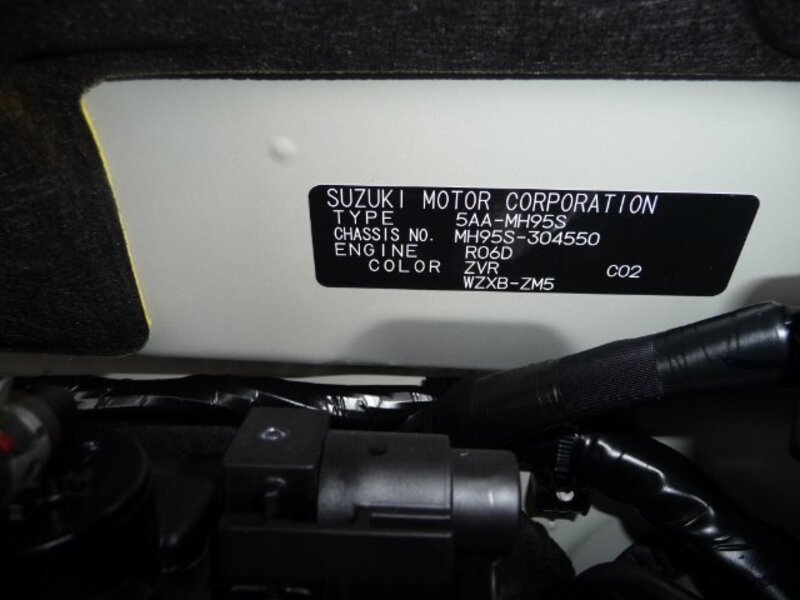 SUZUKI MOTOR CORPORATION
TYPE 5AA-MH95S
CHASSIS NO. MH95S-304550
ENGINE R06D
COLOR ZVR C02
WZXB-ZM5